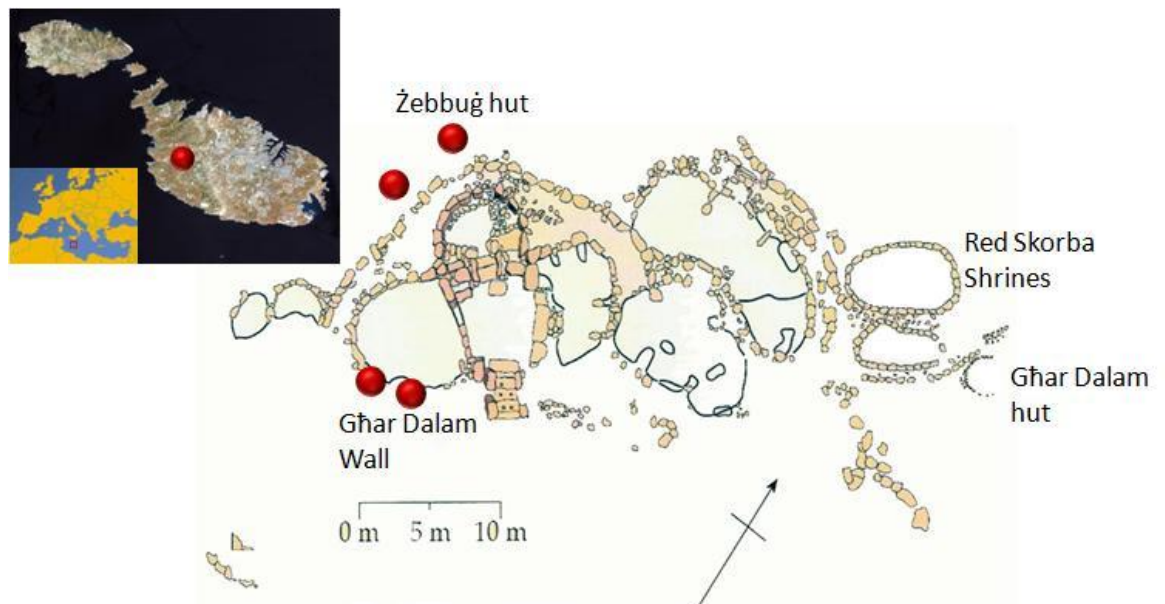 Żebbuġ hut
Red Skorba
Shrines
Għar Dalam
hut
Għar Dalam
Wall
0 m 5 m 10 m